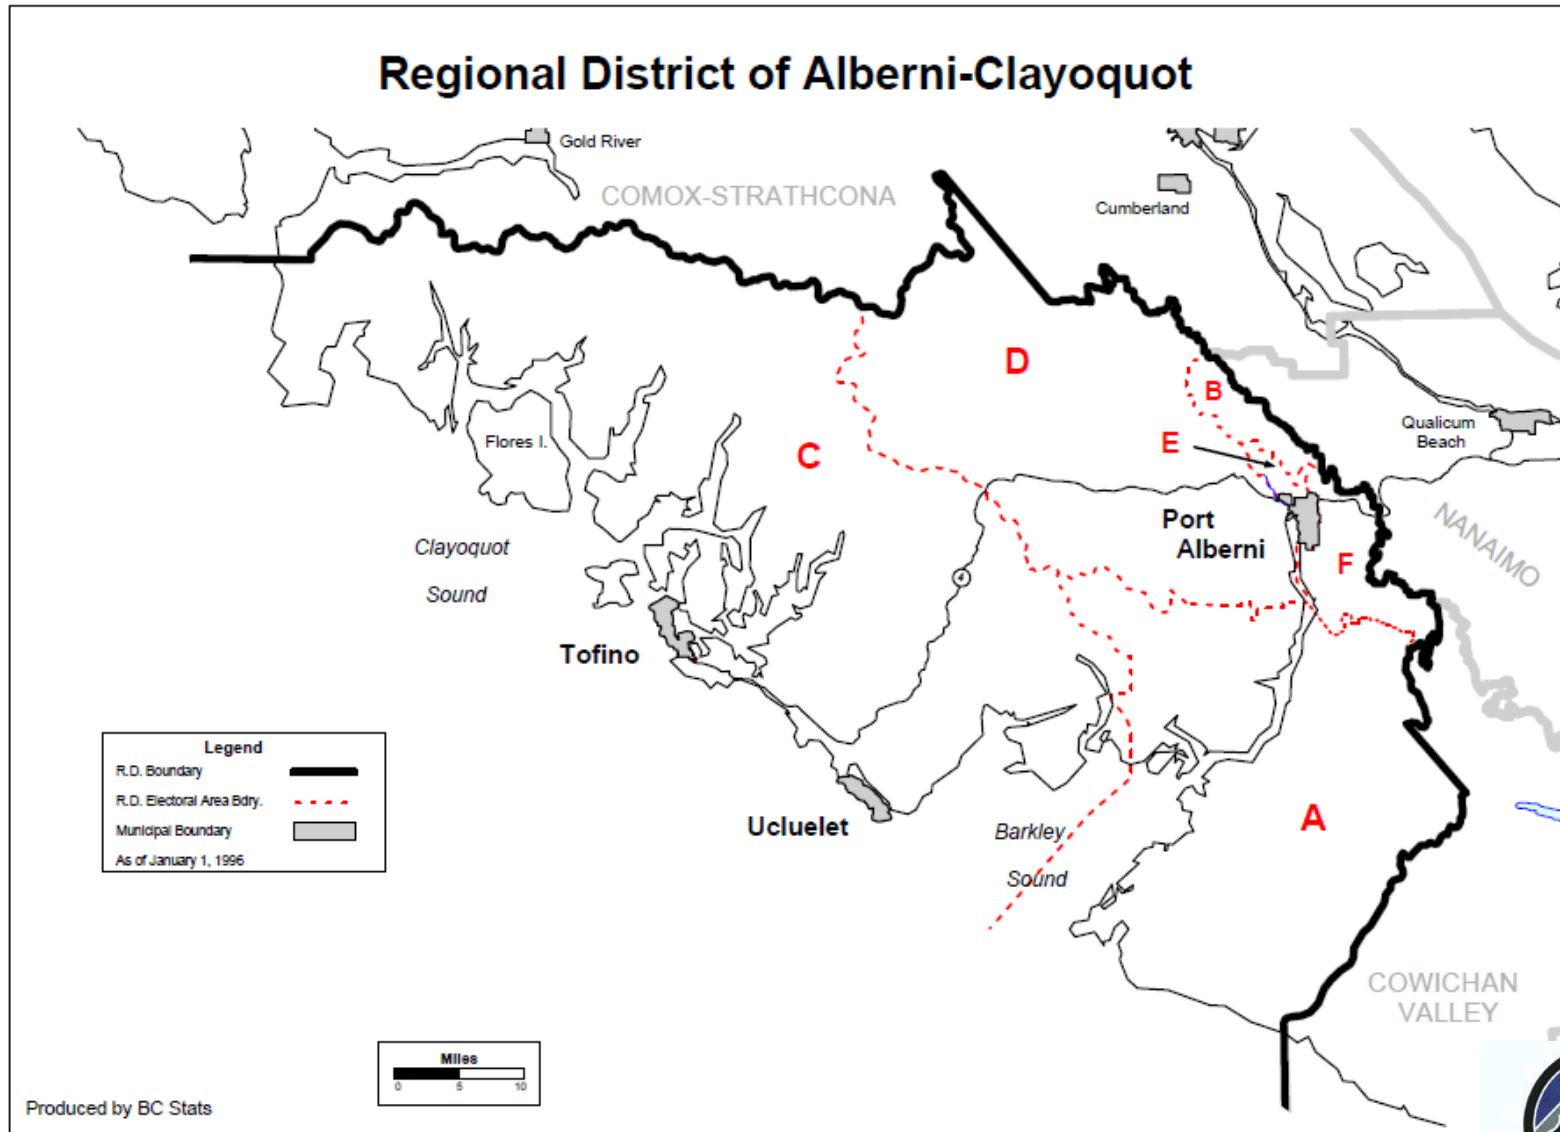 Regional District of Alberni-Clayoquot
Gold River
COMOX-STRATHCONA
Cumberland
D
B
Qualicum
Beach
Flores I.
C
E
Port
Alberni
NANAIMO
Clayoquot
Sound
F
4
Tofino
Legend
R.D. Boundary
R.D. Electoral Area Bdry.
Municipal Boundary
As of January 1, 1996
Ucluelet
Barkley
Sound
A
COWICHAN
VALLEY
Miles
0 5 10
Produced by BC Stats